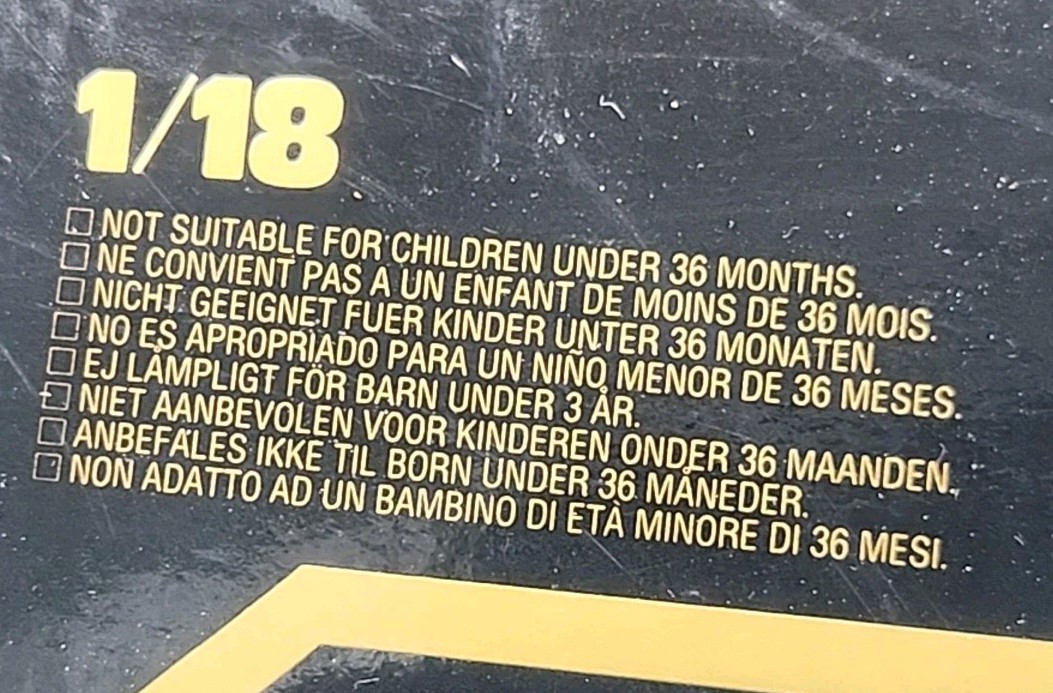 1/18
□ NOT SUITABLE FOR CHILDREN UNDER 36 MONTHS.
□ NE CONVIENT PAS A UN ENFANT DE MOINS DE 36 MOIS.
□ NICHT GEEIGNET FUER KINDER UNTER 36 MONATEN.
□ NO ES APROPRIADO PARA UN NIÑO MENOR DE 36 MESES.
□ EJ LÄMPLIGT FÖR BARN UNDER 3 ÅR.
□ NIET AANBEVOLEN VOOR KINDEREN ONDER 36 MAANDEN.
□ ANBEFALES IKKE TIL BORN UNDER 36 MÅNEDER.
□ NON ADATTO AD UN BAMBINO DI ETÀ MINORE DI 36 MESI.